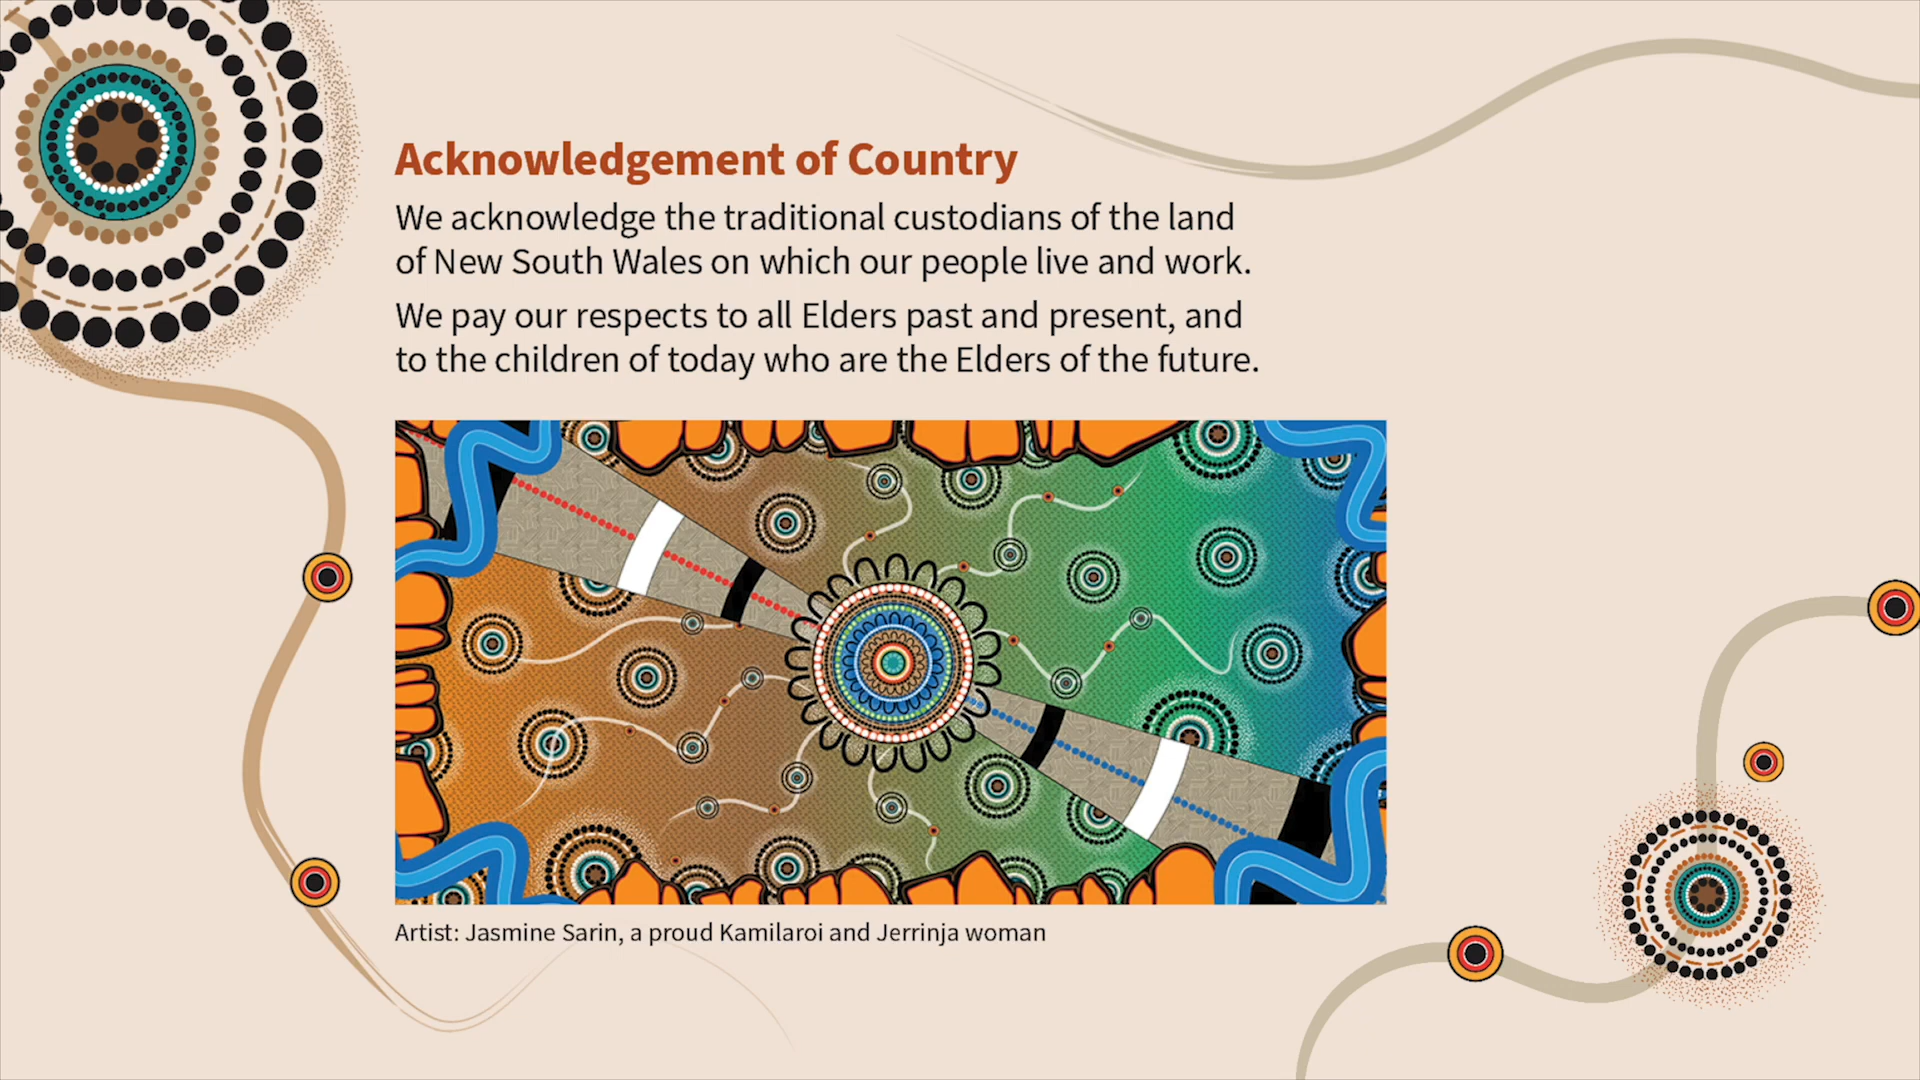 Acknowledgement of Country
We acknowledge the traditional custodians of the land
of New South Wales on which our people live and work.
We pay our respects to all Elders past and present, and
to the children of today who are the Elders of the future.
Artist: Jasmine Sarin, a proud Kamilaroi and Jerrinja woman